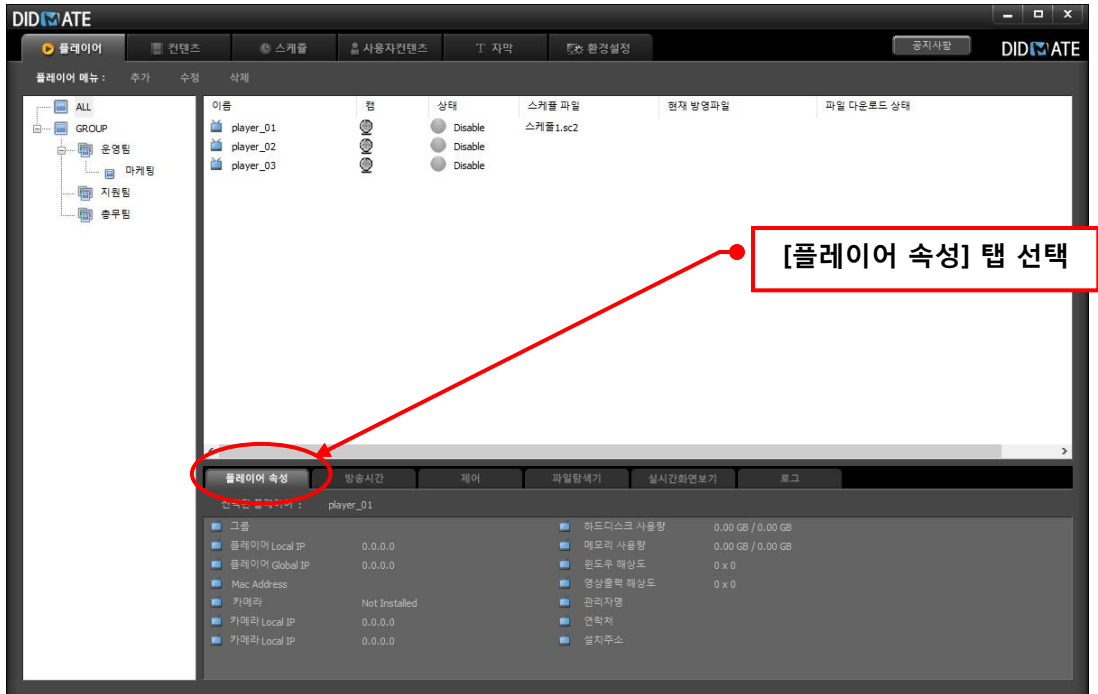 DIDMATE
플레이어 컨텐츠 스케쥴 사용자컨텐츠 T 자막 환경설정 공지사항 DIDMATE
플레이어 메뉴 : 추가 수정 삭제
ALL
GROUP
운영팀
마케팅
지원팀
총무팀
이름 캠 상태 스케쥴 파일 현재 방영파일 파일 다운로드 상태
player_01 Disable 스케쥴1.sc2
player_02 Disable
player_03 Disable
[플레이어 속성] 탭 선택
플레이어 속성 방송시간 제어 파일탐색기 실시간화면보기 로그
선택된 플레이어 : player_01
그룹
플레이어 Local IP 0.0.0.0
플레이어 Global IP 0.0.0.0
Mac Address
카메라 Not Installed
카메라 Local IP 0.0.0.0
카메라 Local IP 0.0.0.0
하드디스크 사용량 0.00 GB / 0.00 GB
메모리 사용량 0.00 GB / 0.00 GB
윈도우 해상도 0 x 0
영상출력 해상도 0 x 0
관리자명
연락처
설치주소